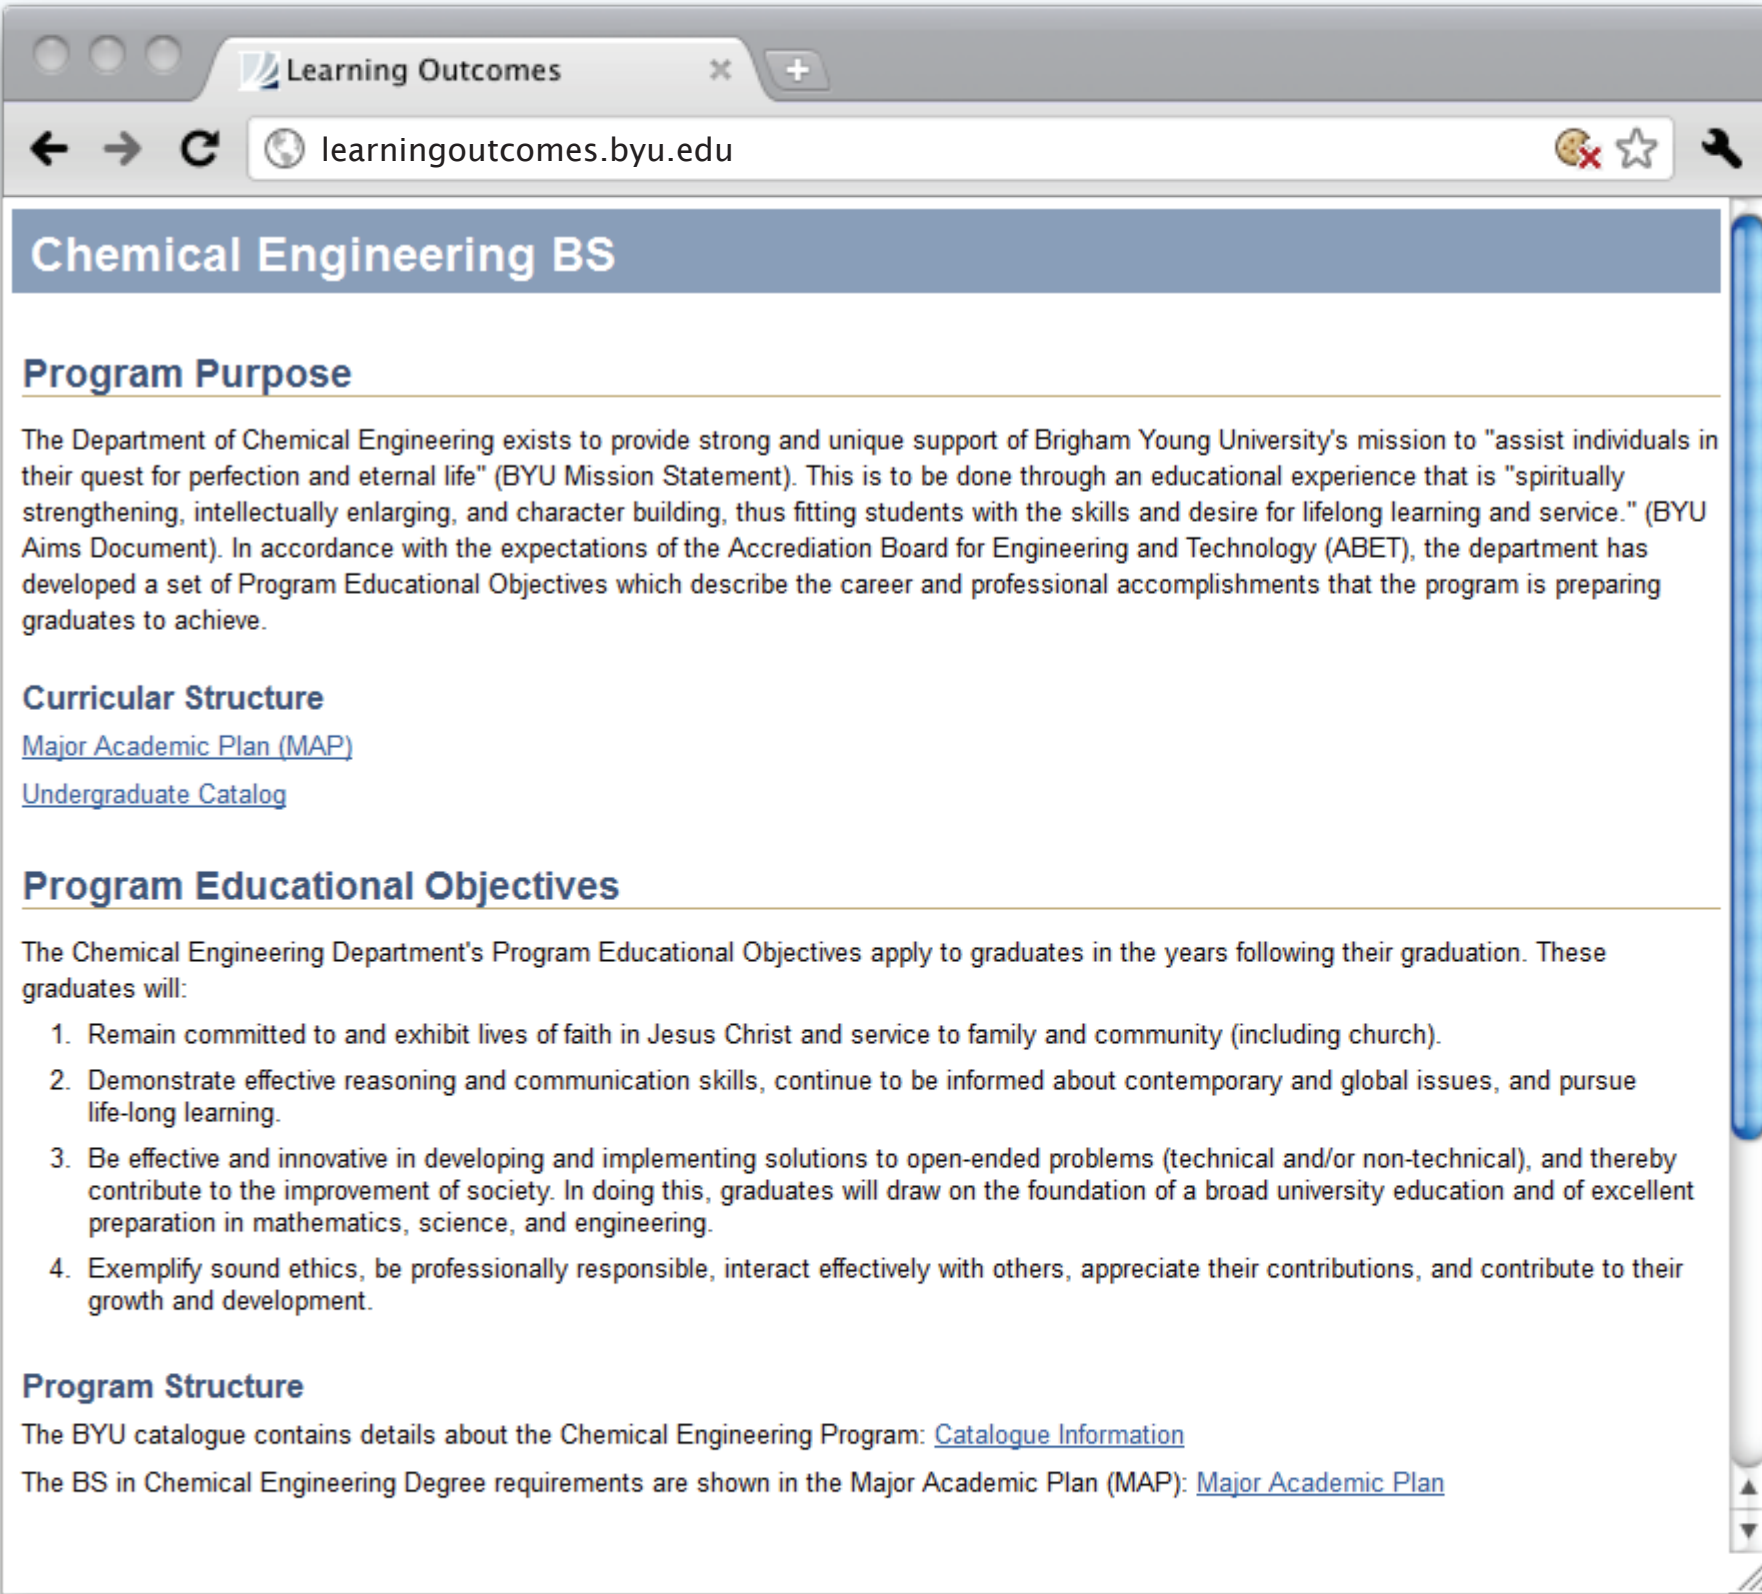 Learning Outcomes
learningoutcomes.byu.edu
Chemical Engineering BS
Program Purpose
The Department of Chemical Engineering exists to provide strong and unique support of Brigham Young University's mission to "assist individuals in
their quest for perfection and eternal life" (BYU Mission Statement). This is to be done through an educational experience that is "spiritually
strengthening, intellectually enlarging, and character building, thus fitting students with the skills and desire for lifelong learning and service." (BYU
Aims Document). In accordance with the expectations of the Accrediation Board for Engineering and Technology (ABET), the department has
developed a set of Program Educational Objectives which describe the career and professional accomplishments that the program is preparing
graduates to achieve.
Curricular Structure
Major Academic Plan (MAP)
Undergraduate Catalog
Program Educational Objectives
The Chemical Engineering Department's Program Educational Objectives apply to graduates in the years following their graduation. These
graduates will:
1. Remain committed to and exhibit lives of faith in Jesus Christ and service to family and community (including church).
2. Demonstrate effective reasoning and communication skills, continue to be informed about contemporary and global issues, and pursue
life-long learning.
3. Be effective and innovative in developing and implementing solutions to open-ended problems (technical and/or non-technical), and thereby
contribute to the improvement of society. In doing this, graduates will draw on the foundation of a broad university education and of excellent
preparation in mathematics, science, and engineering.
4. Exemplify sound ethics, be professionally responsible, interact effectively with others, appreciate their contributions, and contribute to their
growth and development.
Program Structure
The BYU catalogue contains details about the Chemical Engineering Program: Catalogue Information
The BS in Chemical Engineering Degree requirements are shown in the Major Academic Plan (MAP): Major Academic Plan